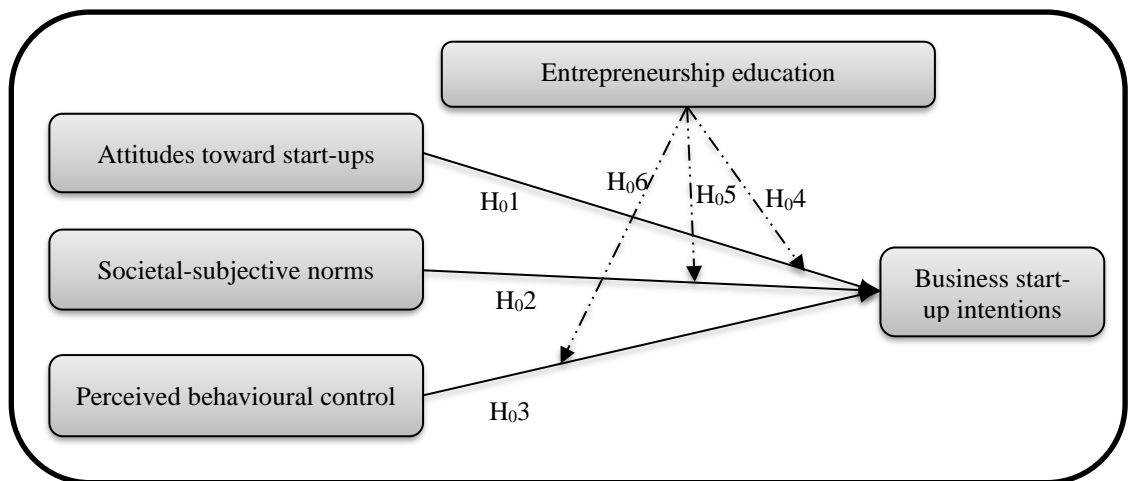 Entrepreneurship education
Attitudes toward start-ups
H₀6
H₀5
H₀4
H₀1
Societal-subjective norms
Business start-
up intentions
H₀2
Perceived behavioural control
H₀3